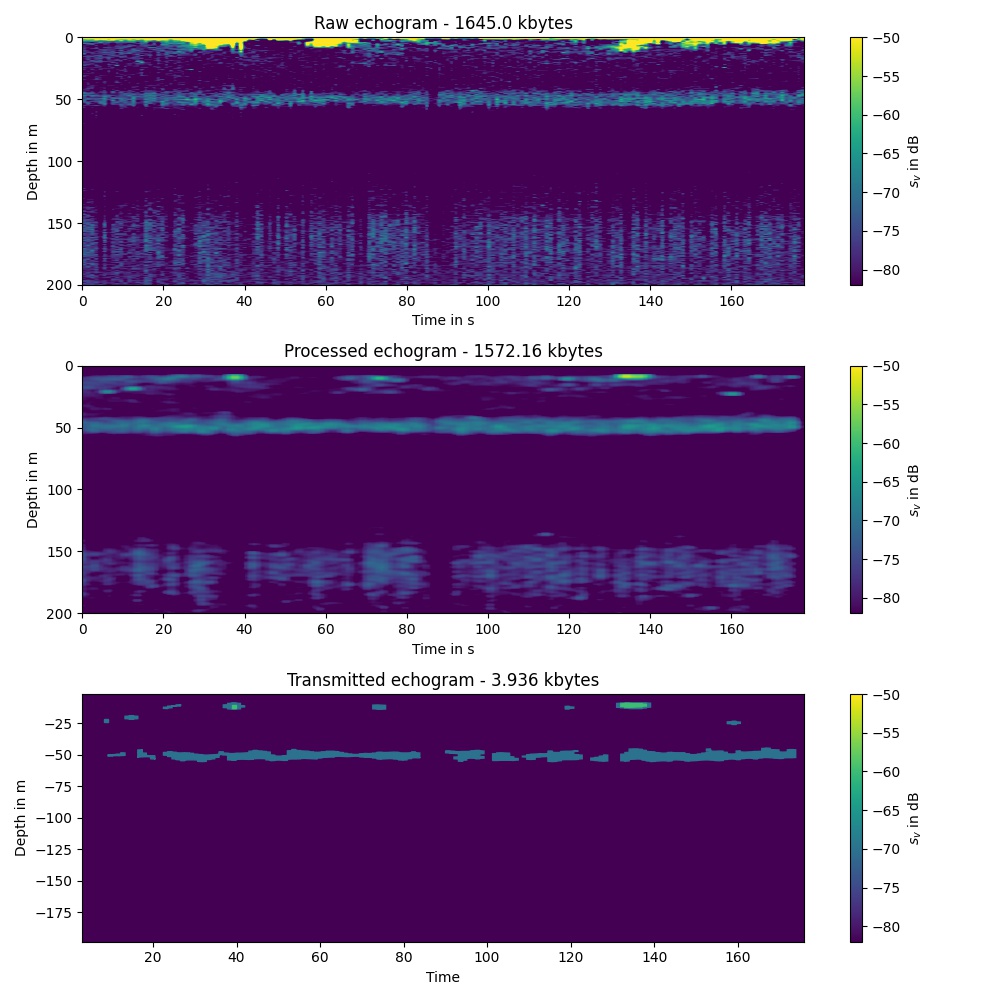 Raw echogram - 1645.0 kbytes
0
50
100
150
200
Depth in m
0 20 40 60 80 100 120 140 160
Time in s
−50
−55
−60
−65
−70
−75
−80
s_v in dB
Processed echogram - 1572.16 kbytes
0
50
100
150
200
Depth in m
0 20 40 60 80 100 120 140 160
Time in s
−50
−55
−60
−65
−70
−75
−80
s_v in dB
Transmitted echogram - 3.936 kbytes
−25
−50
−75
−100
−125
−150
−175
Depth in m
20 40 60 80 100 120 140 160
Time
−50
−55
−60
−65
−70
−75
−80
s_v in dB